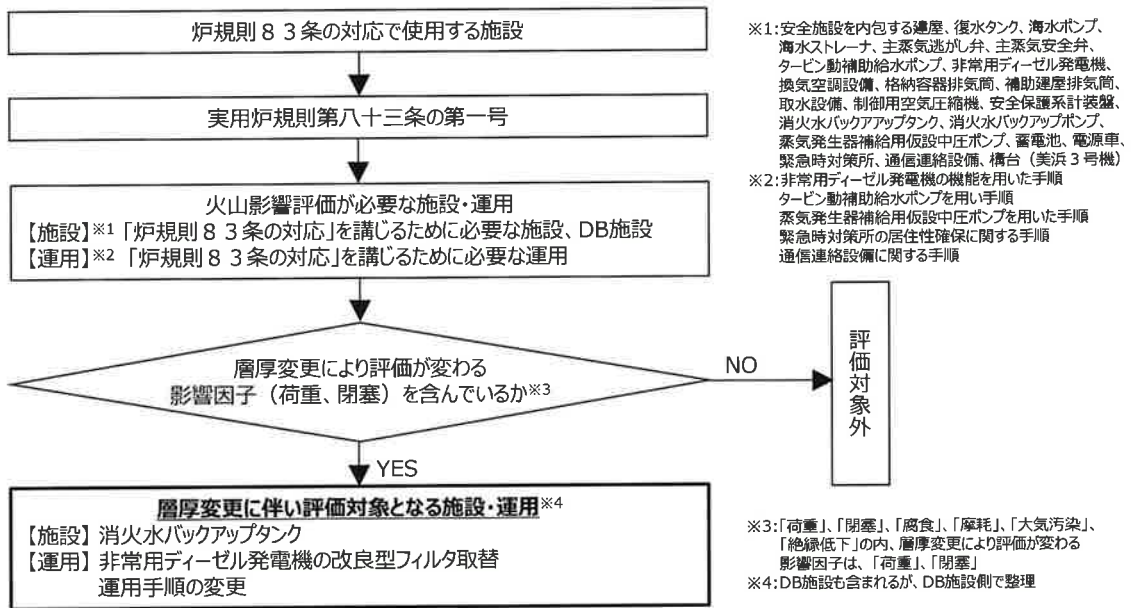 炉規則８３条の対応で使用する施設
実用炉規則第八十三条の第一号
火山影響評価が必要な施設・運用
【施設】※1「炉規則８３条の対応」を講じるために必要な施設、DB施設
【運用】※2「炉規則８３条の対応」を講じるために必要な運用
層厚変更により評価が変わる
影響因子（荷重、閉塞）を含んでいるか※3
NO
評価対象外
YES
層厚変更に伴い評価対象となる施設・運用※4
【施設】消火水バックアップタンク
【運用】非常用ディーゼル発電機の改良型フィルタ取替
運用手順の変更
※1:安全施設を内包する建屋、復水タンク、海水ポンプ、
海水ストレーナ、主蒸気逃がし弁、主蒸気安全弁、
タービン動補助給水ポンプ、非常用ディーゼル発電機、
換気空調設備、格納容器排気筒、補助建屋排気筒、
取水設備、制御用空気圧縮機、安全保護系計装盤、
消火水バックアアップタンク、消火水バックアップポンプ、
蒸気発生器補給用仮設中圧ポンプ、蓄電池、電源車、
緊急時対策所、通信連絡設備、構台（美浜３号機）
※2:非常用ディーゼル発電機の機能を用いた手順
タービン動補助給水ポンプを用い手順
蒸気発生器補給用仮設中圧ポンプを用いた手順
緊急時対策所の居住性確保に関する手順
通信連絡設備に関する手順
※3:「荷重」、「閉塞」、「腐食」、「摩耗」、「大気汚染」、
「絶縁低下」の内、層厚変更により評価が変わる
影響因子は、「荷重」、「閉塞」
※4:DB施設も含まれるが、DB施設側で整理